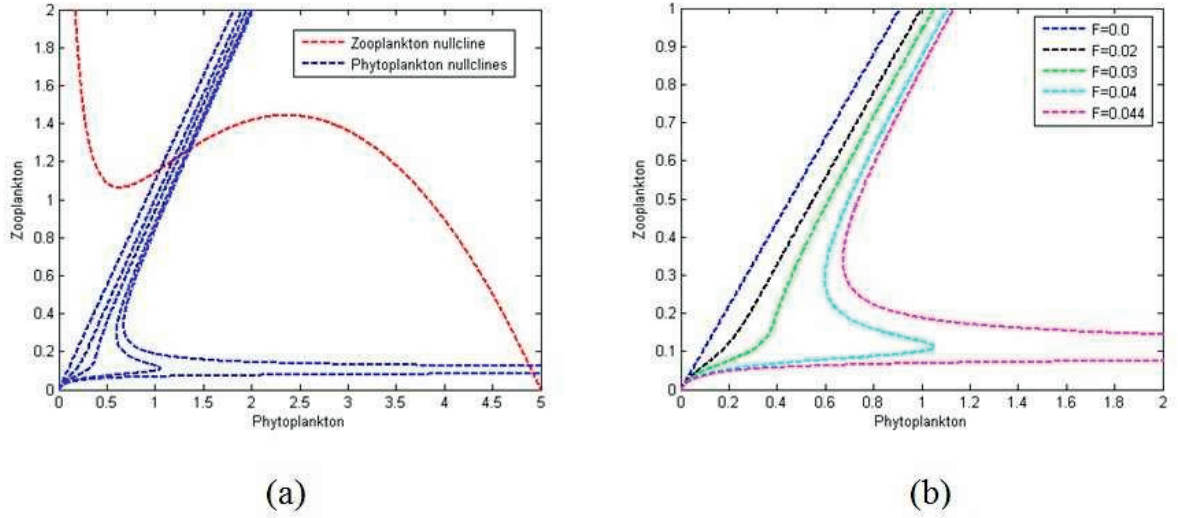 2
1.8
1.6
1.4
1.2
1
0.8
0.6
0.4
0.2
0
Zooplankton
Zooplankton nullcline
Phytoplankton nullclines
0 0.5 1 1.5 2 2.5 3 3.5 4 4.5 5
Phytoplankton
(a)
1
0.9
0.8
0.7
0.6
0.5
0.4
0.3
0.2
0.1
0
Zooplankton
F=0.0
F=0.02
F=0.03
F=0.04
F=0.044
0 0.2 0.4 0.6 0.8 1 1.2 1.4 1.6 1.8 2
Phytoplankton
(b)